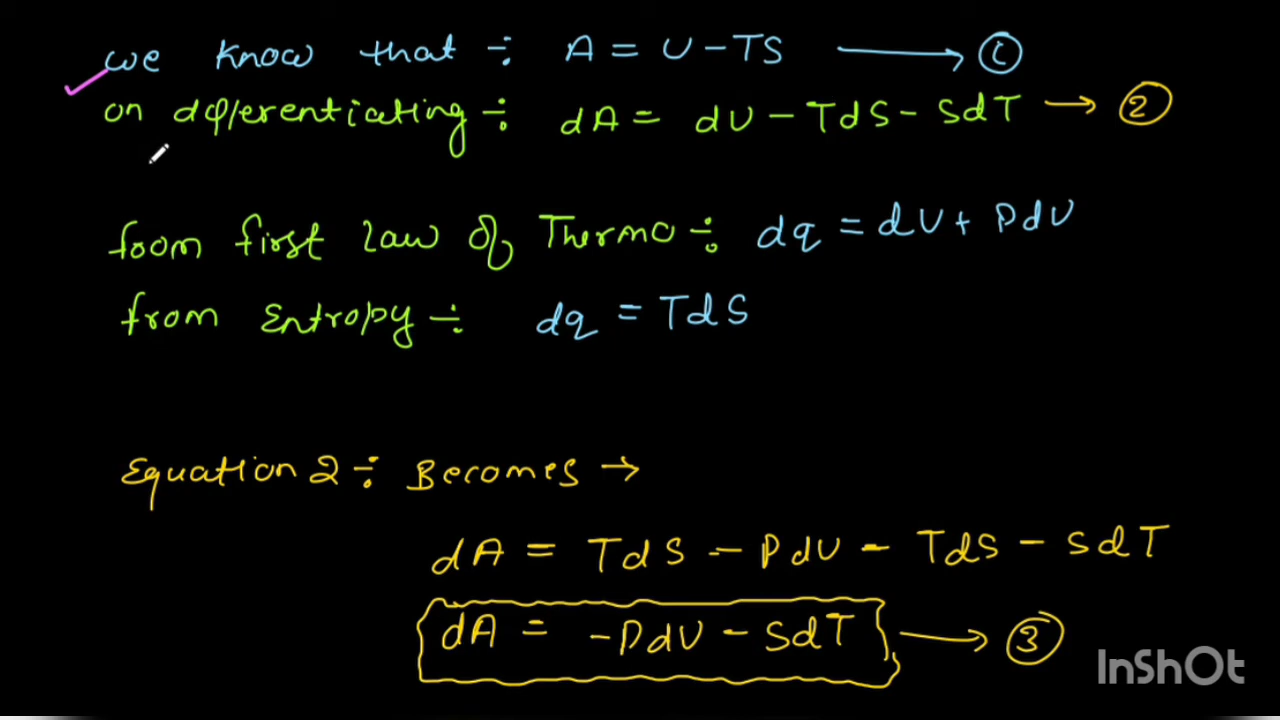 we know that ÷ A = U - TS ⟶ ①
on differentiating ÷ dA = dU - TdS - SdT → ②
from first law of Thermo ÷ dq = dU + PdV
from Entropy ÷ dq = TdS
Equation 2 ÷ Becomes →
dA = TdS - PdV - TdS - SdT
dA = -PdV - SdT ⟶ ③
InShOt